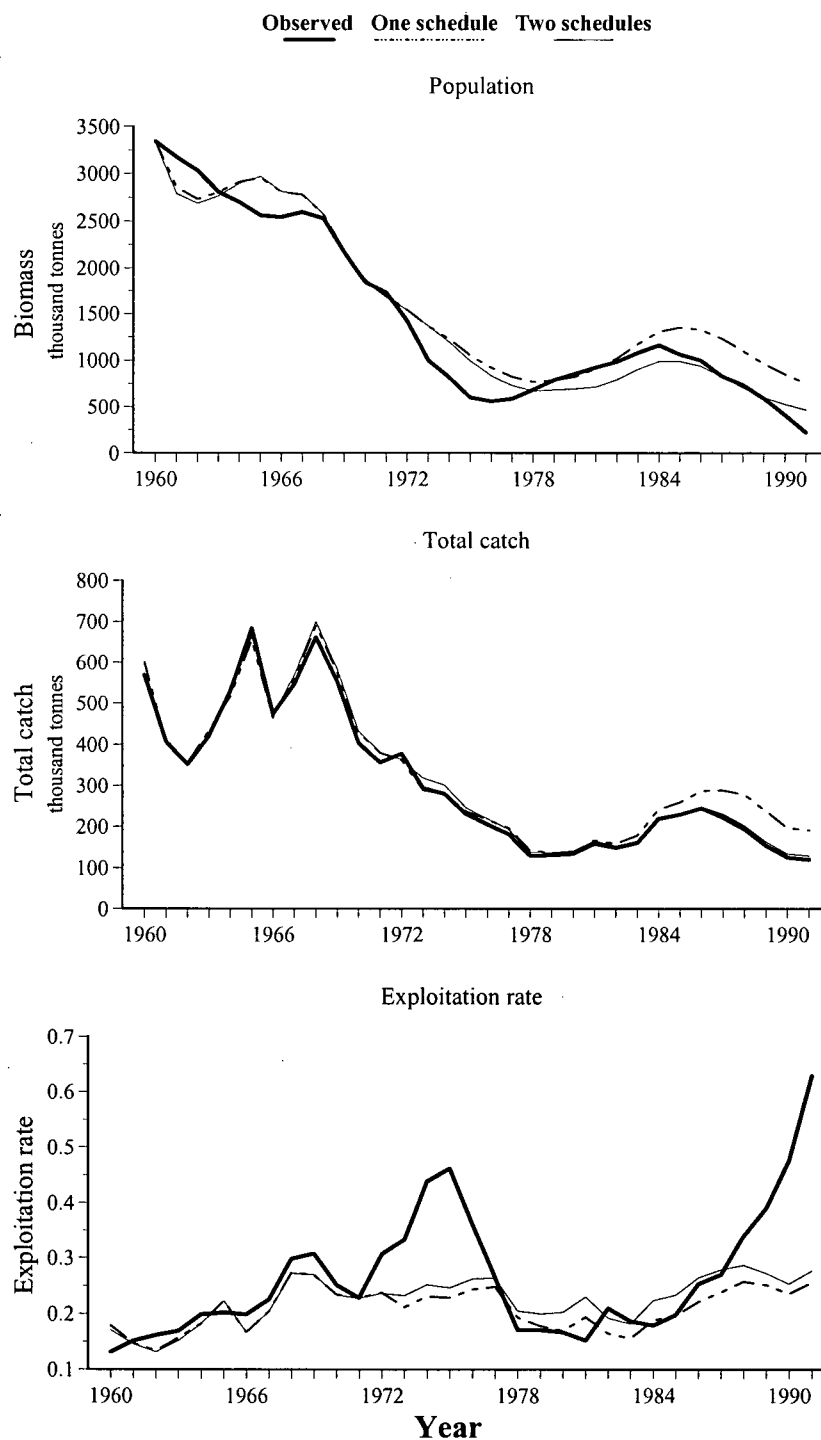 Observed One schedule Two schedules
Population
3500
3000
2500
2000
1500
1000
500
0
Biomass
thousand tonnes
1960 1966 1972 1978 1984 1990
Total catch
800
700
600
500
400
300
200
100
0
Total catch
thousand tonnes
1960 1966 1972 1978 1984 1990
Exploitation rate
0.7
0.6
0.5
0.4
0.3
0.2
0.1
Exploitation rate
1960 1966 1972 1978 1984 1990
Year